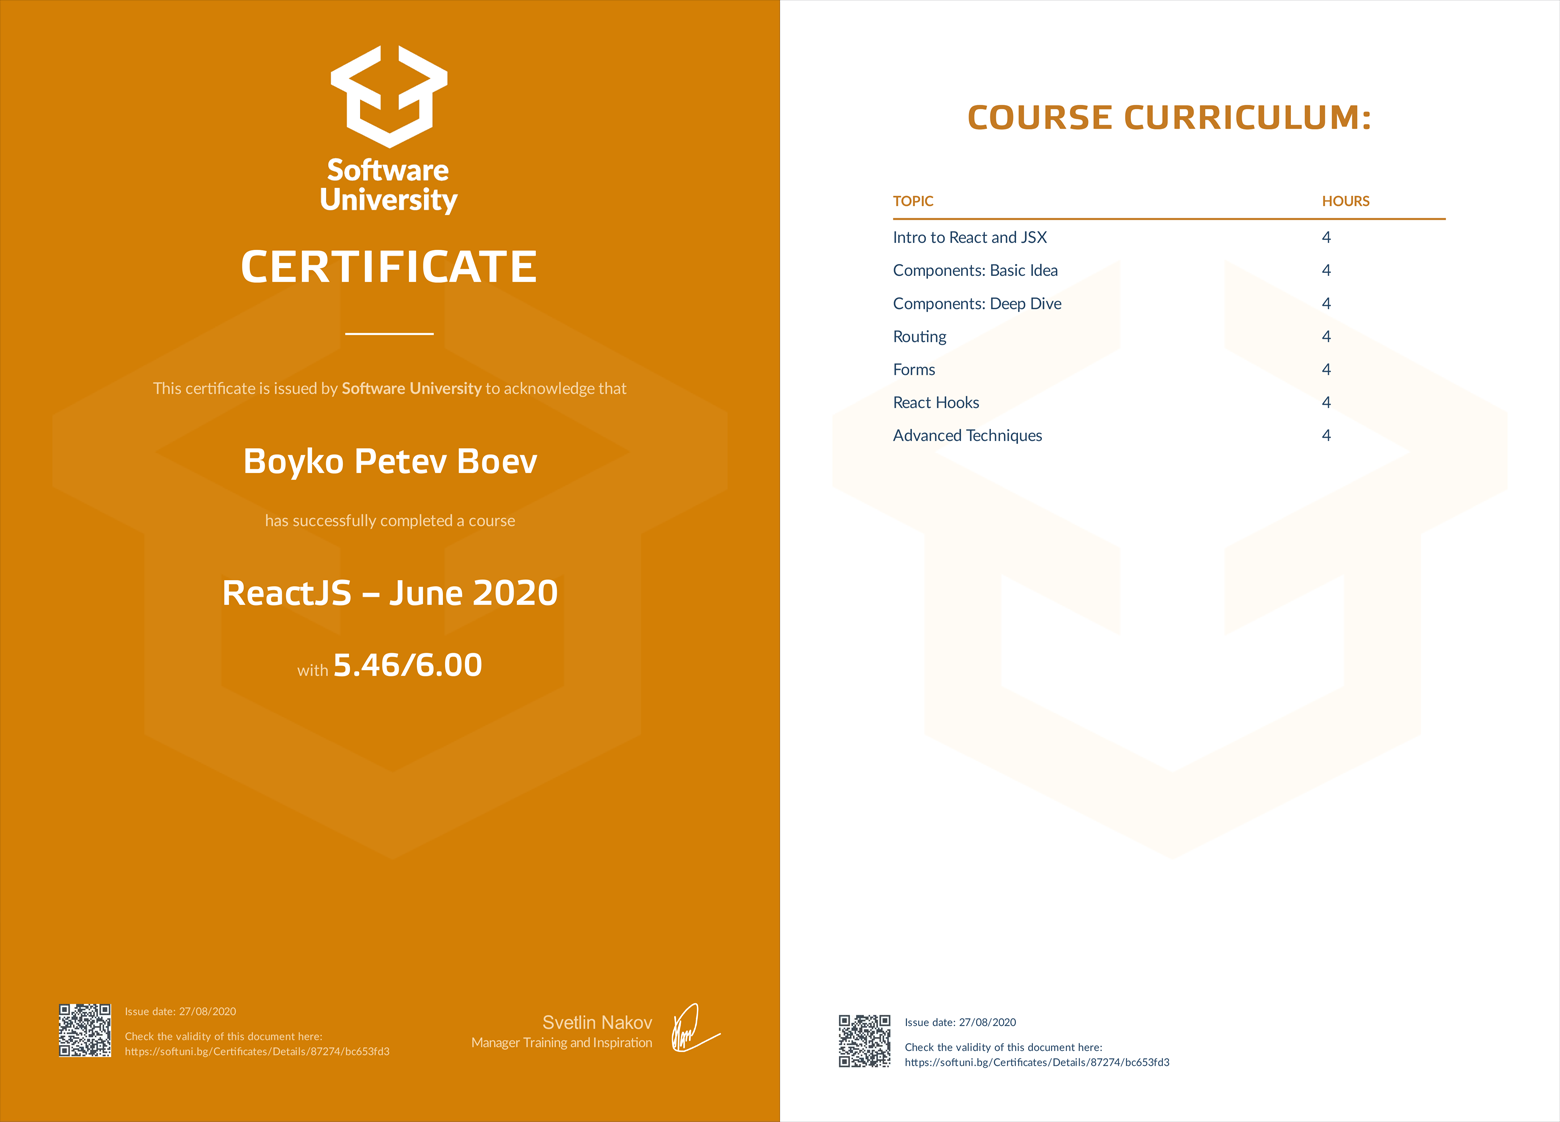 Software
University
CERTIFICATE
This certificate is issued by Software University to acknowledge that
Boyko Petev Boev
has successfully completed a course
ReactJS – June 2020
with 5.46/6.00
Issue date: 27/08/2020
Check the validity of this document here:
https://softuni.bg/Certificates/Details/87274/bc653fd3
Svetlin Nakov
Manager Training and Inspiration
COURSE CURRICULUM:
TOPIC HOURS
Intro to React and JSX 4
Components: Basic Idea 4
Components: Deep Dive 4
Routing 4
Forms 4
React Hooks 4
Advanced Techniques 4
Issue date: 27/08/2020
Check the validity of this document here:
https://softuni.bg/Certificates/Details/87274/bc653fd3